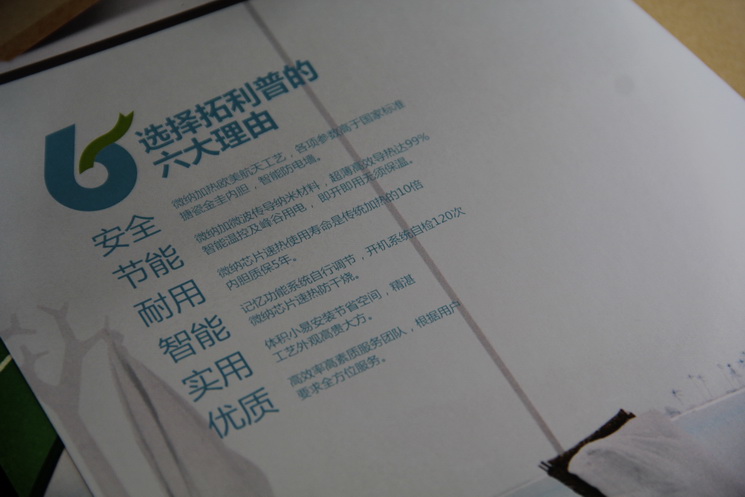 6
选择拓利普的
六大理由
安全
微纳加热欧美航天工艺，各项参数高于国家标准
搪瓷金圭内胆，智能防电墙。
节能
微纳加微波传导纳米材料，超薄高效导热达99%
智能温控及峰谷用电，即开即用无须保温。
耐用
微纳芯片速热使用寿命是传统加热的10倍
内胆质保5年。
智能
记忆功能系统自行调节，开机系统自检120次
微纳芯片速热防干烧。
实用
体积小易安装节省空间，精湛
工艺外观高贵大方。
优质
高效率高素质服务团队，根据用户
要求全方位服务。